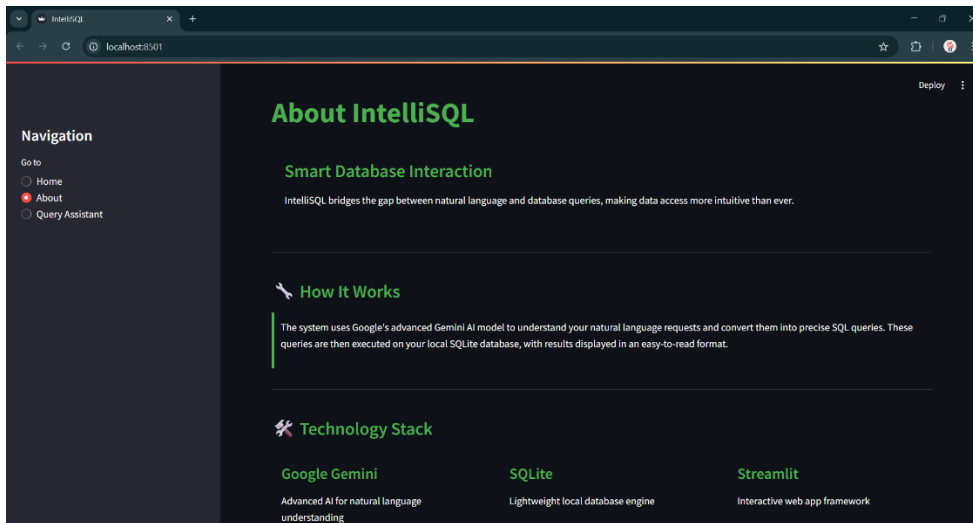 IntelliSQL
localhost:8501
Deploy
Navigation
Go to
Home
About
Query Assistant
About IntelliSQL
Smart Database Interaction
IntelliSQL bridges the gap between natural language and database queries, making data access more intuitive than ever.
How It Works
The system uses Google's advanced Gemini AI model to understand your natural language requests and convert them into precise SQL queries. These
queries are then executed on your local SQLite database, with results displayed in an easy-to-read format.
Technology Stack
Google Gemini
Advanced AI for natural language
understanding
SQLite
Lightweight local database engine
Streamlit
Interactive web app framework